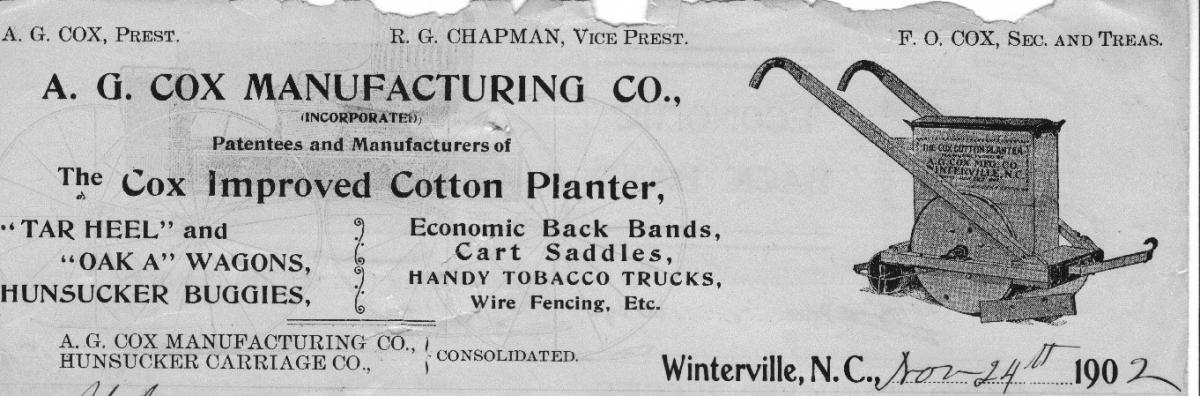 A. G. COX, PREST.
R. G. CHAPMAN, VICE PREST.
F. O. COX, SEC. AND TREAS.
A. G. COX MANUFACTURING CO.,
(INCORPORATED)
Patentees and Manufacturers of
The Cox Improved Cotton Planter,
"TAR HEEL" and
"OAK A" WAGONS,
HUNSUCKER BUGGIES,
Economic Back Bands,
Cart Saddles,
HANDY TOBACCO TRUCKS,
Wire Fencing, Etc.
THE COX COTTON PLANTER
A. G. COX MFG. CO.
WINTERVILLE, N.C.
A. G. COX MANUFACTURING CO.,
HUNSUCKER CARRIAGE CO.,
CONSOLIDATED.
Winterville, N. C., Nov 24th 1902